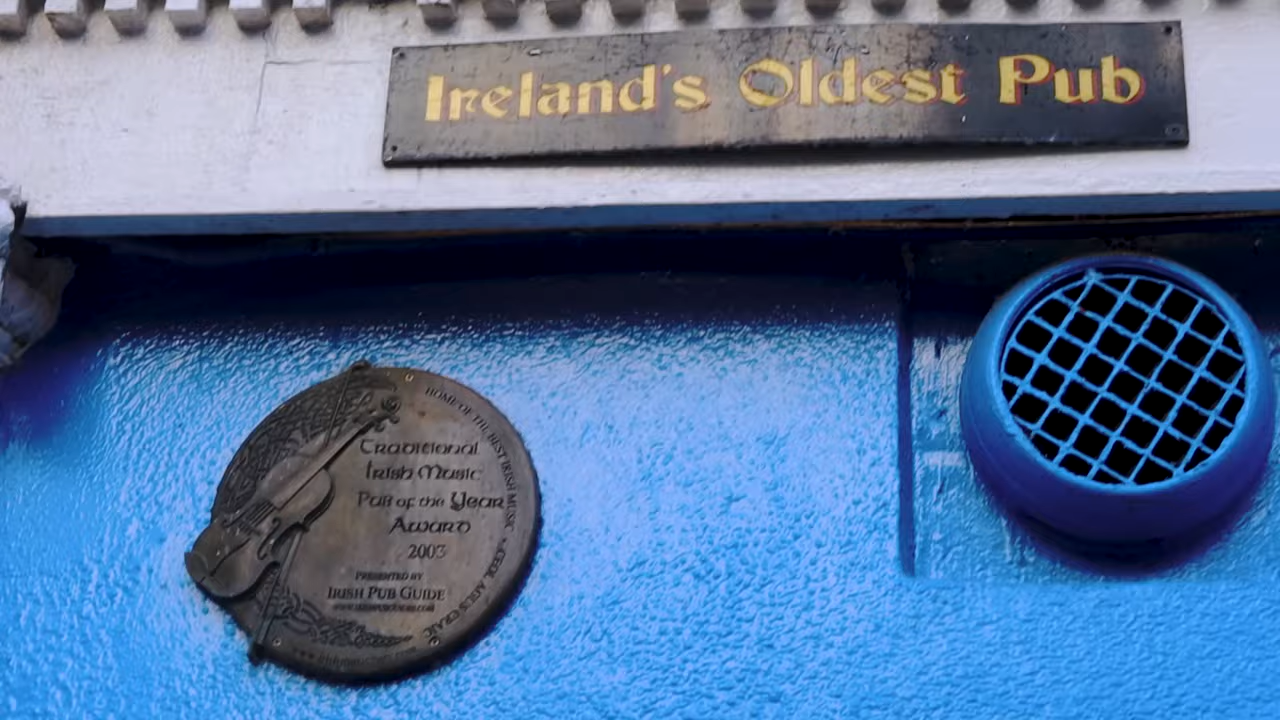 Ireland's Oldest Pub
HOME OF THE BEST IRISH MUSIC
Traditional
Irish Music
Pub of the Year
Award
2003
PRESENTED BY
IRISH PUB GUIDE